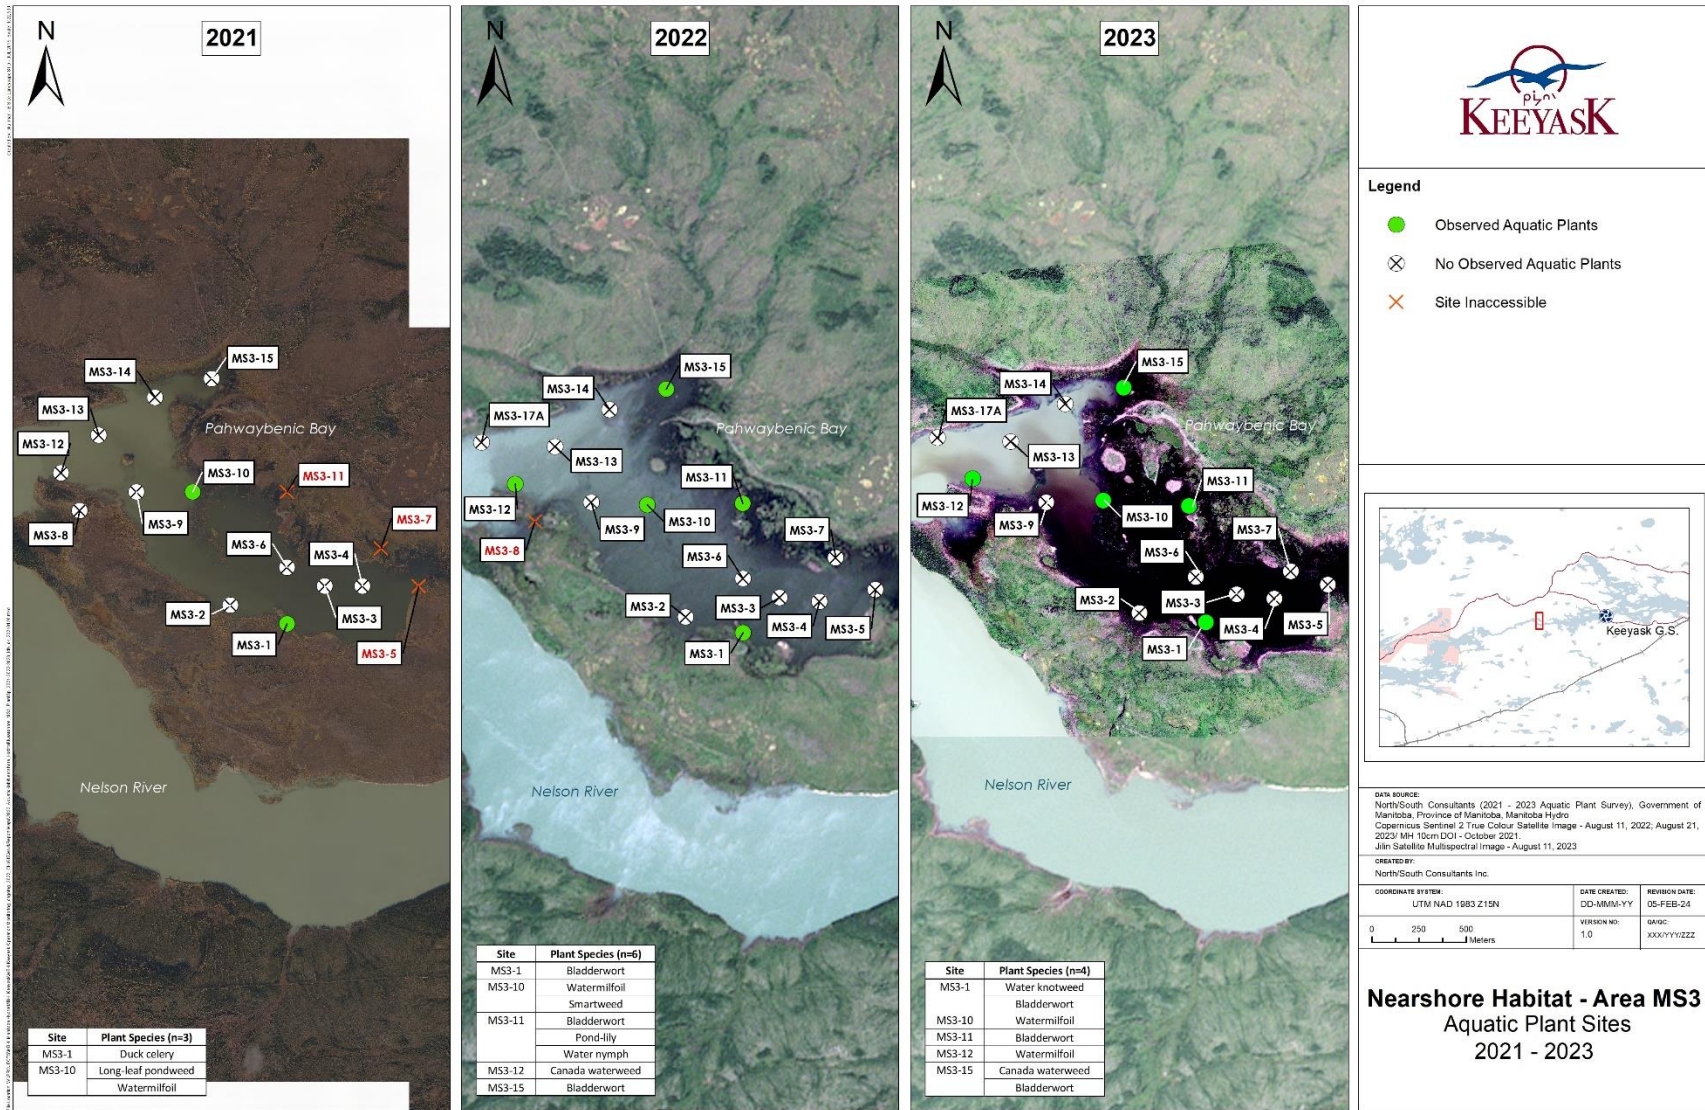 N
2021
MS3-15
MS3-14
MS3-13
Pahwaybenic Bay
MS3-12
MS3-10
MS3-11
MS3-9
MS3-8
MS3-7
MS3-6
MS3-4
MS3-2
MS3-3
MS3-1
MS3-5
Nelson River
Site Plant Species (n=3)
MS3-1 Duck celery
MS3-10 Long-leaf pondweed
Watermilfoil
N
2022
MS3-15
MS3-14
MS3-17A
Pahwaybenic Bay
MS3-13
MS3-11
MS3-12
MS3-9
MS3-10
MS3-7
MS3-8
MS3-6
MS3-2
MS3-3
MS3-4
MS3-5
MS3-1
Nelson River
Site Plant Species (n=6)
MS3-1 Bladderwort
MS3-10 Watermilfoil
Smartweed
MS3-11 Bladderwort
Pond-lily
Water nymph
MS3-12 Canada waterweed
MS3-15 Bladderwort
N
2023
MS3-15
MS3-14
MS3-17A
Pahwaybenic Bay
MS3-13
MS3-11
MS3-12
MS3-9
MS3-10
MS3-7
MS3-6
MS3-2
MS3-3
MS3-4
MS3-5
MS3-1
Nelson River
Site Plant Species (n=4)
MS3-1 Water knotweed
Bladderwort
MS3-10 Watermilfoil
MS3-11 Bladderwort
MS3-12 Watermilfoil
MS3-15 Canada waterweed
Bladderwort
KEEYASK
Legend
Observed Aquatic Plants
No Observed Aquatic Plants
Site Inaccessible
Keeyask G.S.
DATA SOURCE:
North/South Consultants (2021 - 2023 Aquatic Plant Survey), Government of
Manitoba, Province of Manitoba, Manitoba Hydro
Copernicus Sentinel 2 True Colour Satellite Image - August 11, 2022; August 21,
2023/ MH 10cm DOI - October 2021.
Jilin Satellite Multispectral Image - August 11, 2023
CREATED BY:
North/South Consultants Inc.
COORDINATE SYSTEM:
UTM NAD 1983 Z15N
DATE CREATED:
DD-MMM-YY
REVISION DATE:
05-FEB-24
0 250 500
Meters
VERSION NO:
1.0
QA/QC:
XXX/YYY/ZZZ
Nearshore Habitat - Area MS3
Aquatic Plant Sites
2021 - 2023